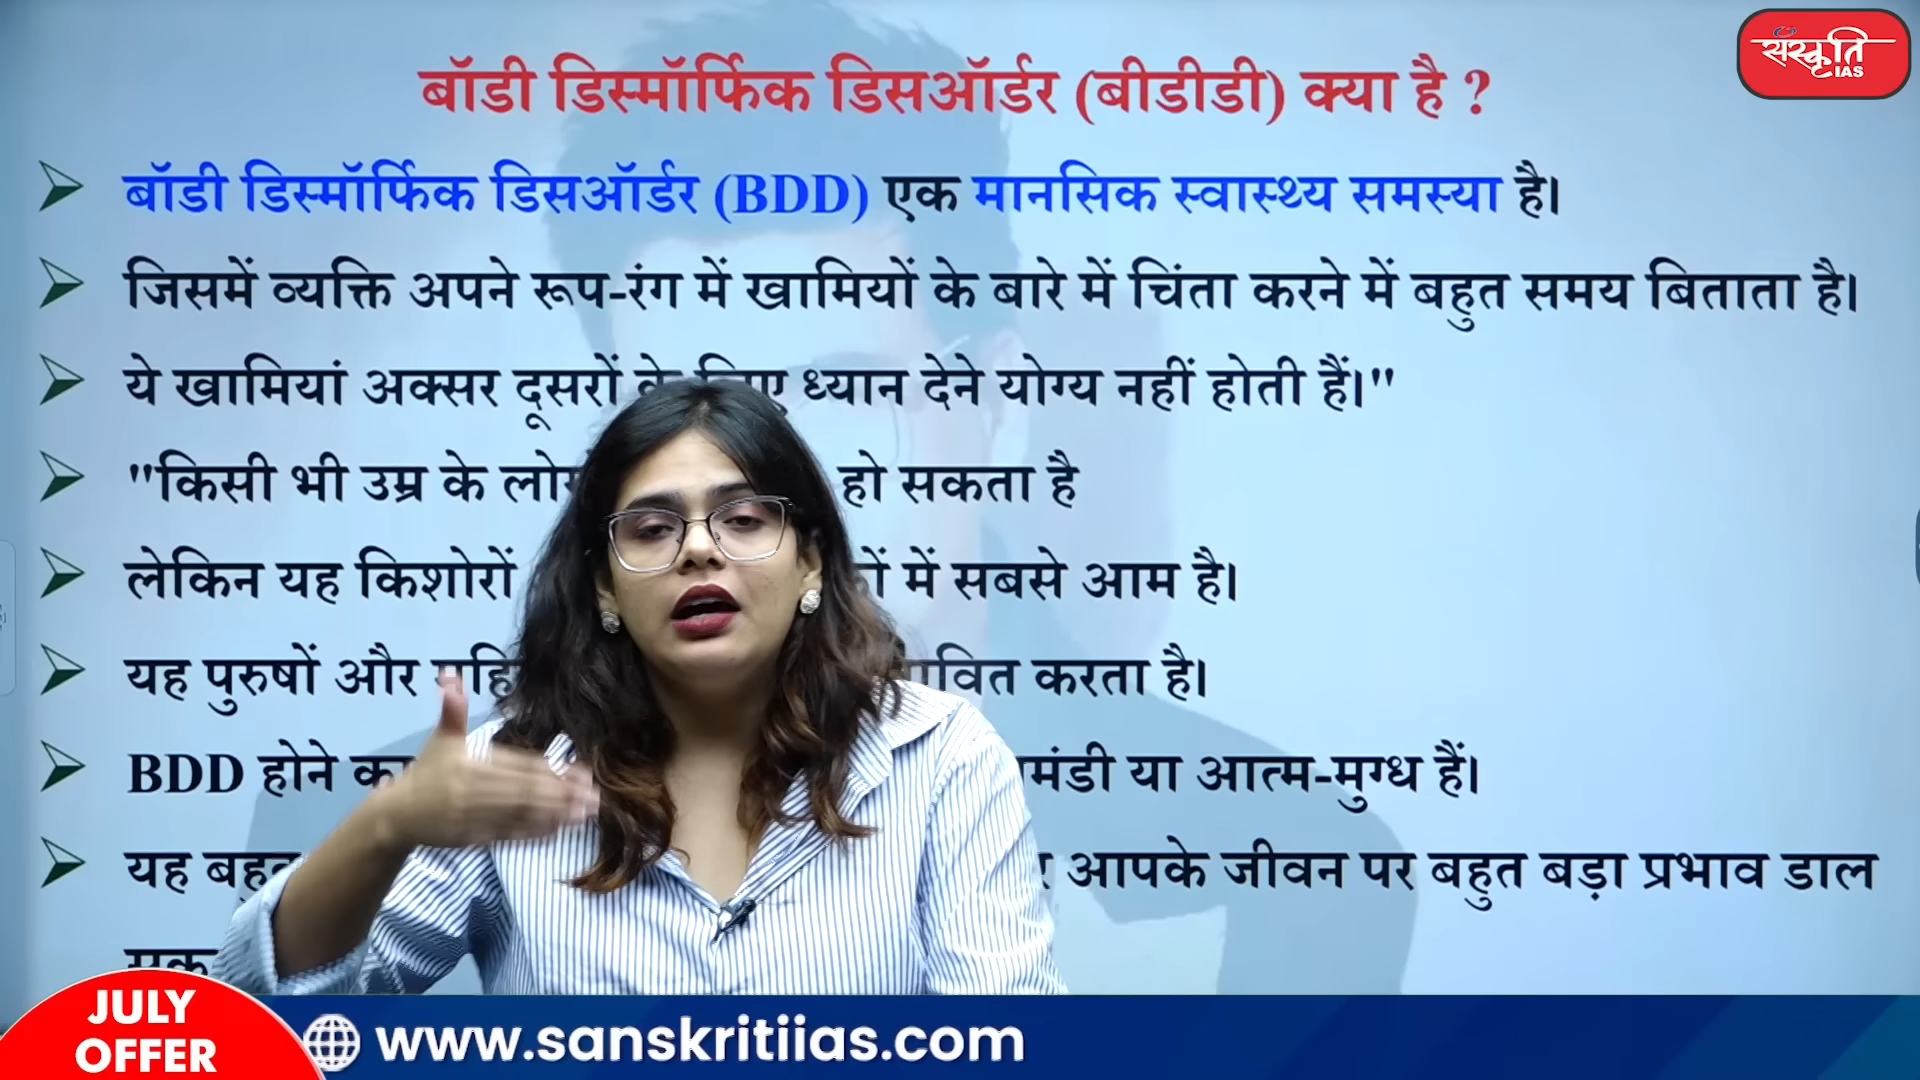 संस्कृति
IAS
बॉडी डिस्मॉर्फिक डिसऑर्डर (बीडीडी) क्या है ?
बॉडी डिस्मॉर्फिक डिसऑर्डर (BDD) एक मानसिक स्वास्थ्य समस्या है।
जिसमें व्यक्ति अपने रूप-रंग में खामियों के बारे में चिंता करने में बहुत समय बिताता है।
ये खामियां अक्सर दूसरों के लिए ध्यान देने योग्य नहीं होती हैं।"
"किसी भी उम्र के हो सकता है
लेकिन यह किशोरों में सबसे आम है।
यह पुरुषों और करता है।
BDD होने या आत्म-मुग्ध हैं।
यह आपके जीवन पर बहुत बड़ा प्रभाव डाल
JULY
OFFER
www.sanskritiias.com